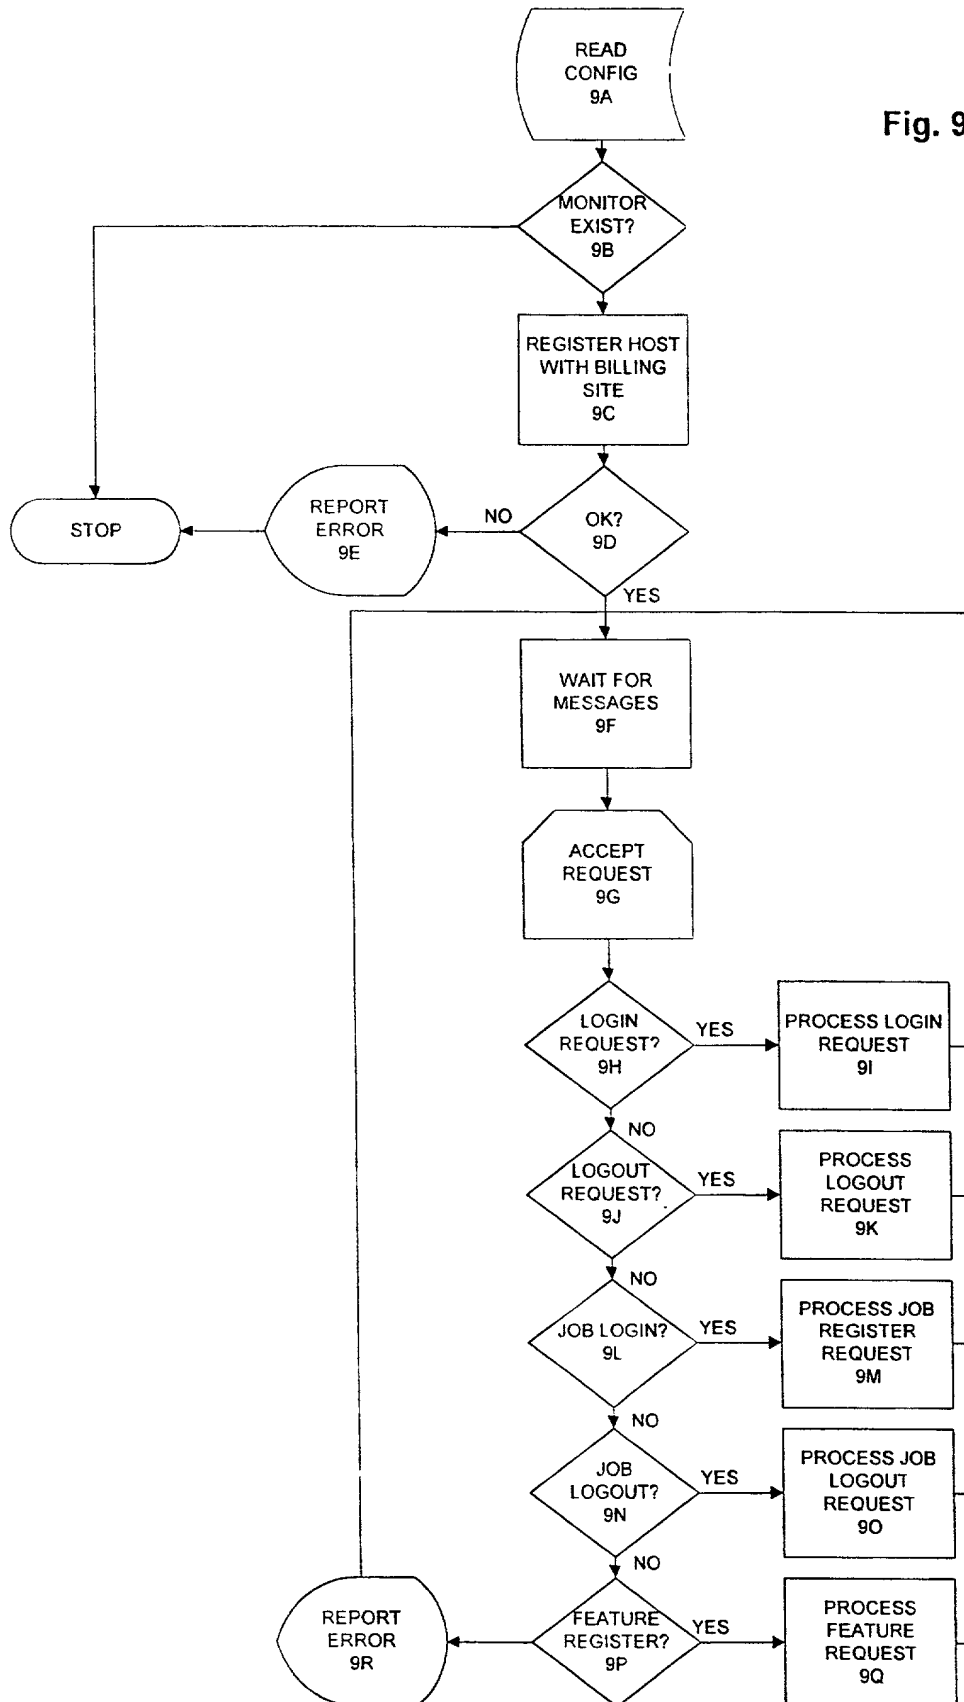 READ
CONFIG
9A
Fig. 9
MONITOR
EXIST?
9B
REGISTER HOST
WITH BILLING
SITE
9C
STOP
REPORT
ERROR
9E
NO
OK?
9D
YES
WAIT FOR
MESSAGES
9F
ACCEPT
REQUEST
9G
LOGIN
REQUEST?
9H
YES
PROCESS LOGIN
REQUEST
9I
NO
LOGOUT
REQUEST?
9J
YES
PROCESS
LOGOUT
REQUEST
9K
NO
JOB LOGIN?
9L
YES
PROCESS JOB
REGISTER
REQUEST
9M
NO
JOB
LOGOUT?
9N
YES
PROCESS JOB
LOGOUT
REQUEST
9O
NO
REPORT
ERROR
9R
FEATURE
REGISTER?
9P
YES
PROCESS
FEATURE
REQUEST
9Q